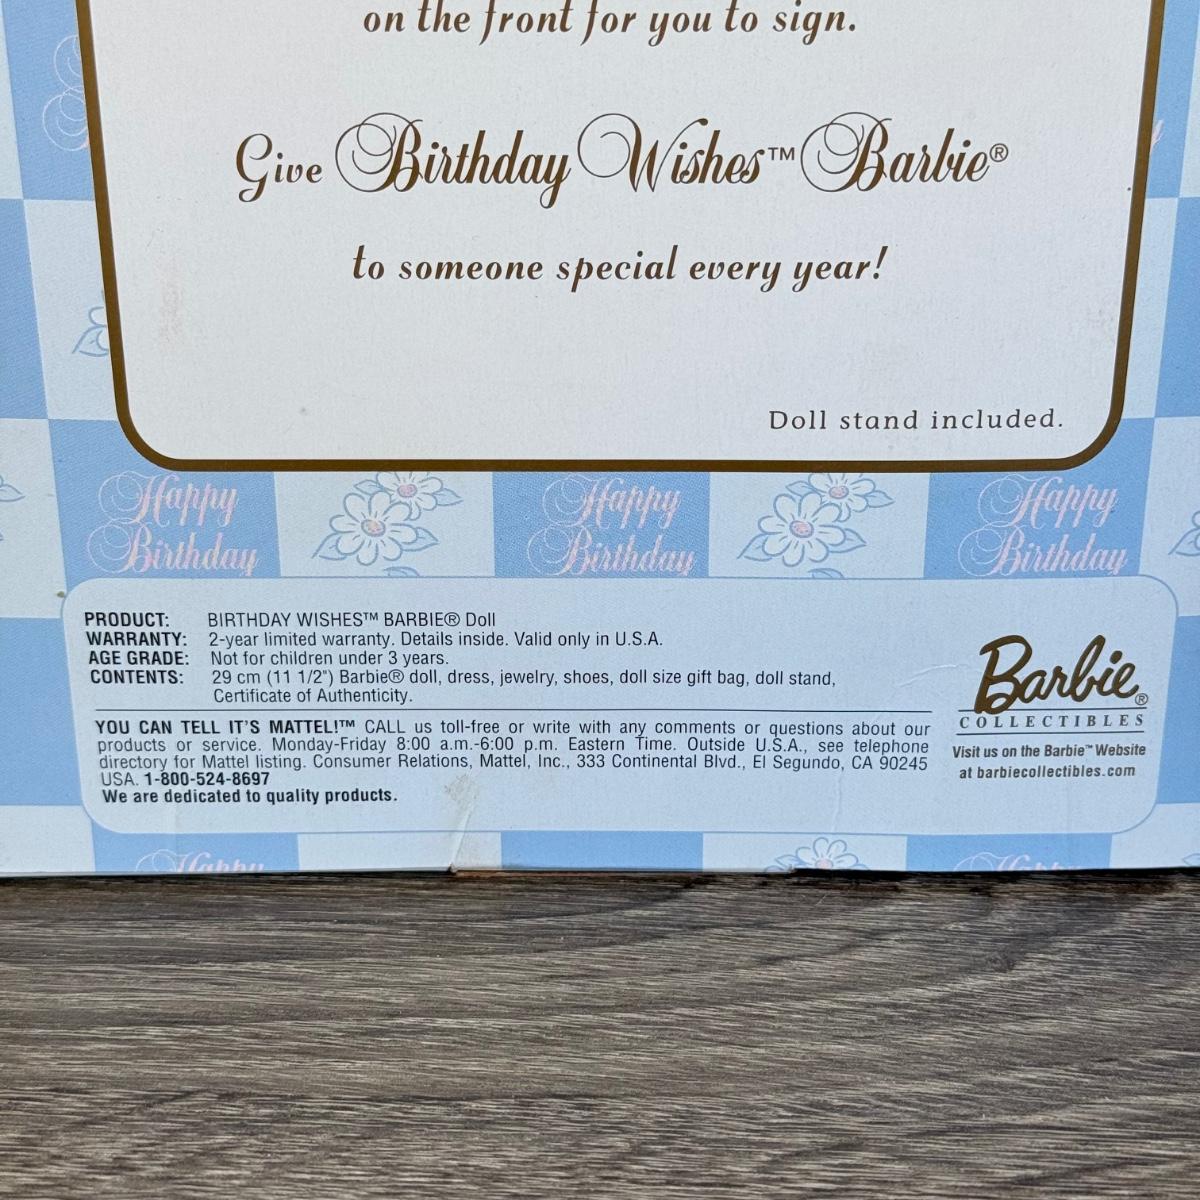 on the front for you to sign.
Give Birthday Wishes™ Barbie®
to someone special every year!
Doll stand included.
Happy Birthday
Happy Birthday
Happy Birthday
PRODUCT: BIRTHDAY WISHES™ BARBIE® Doll
WARRANTY: 2-year limited warranty. Details inside. Valid only in U.S.A.
AGE GRADE: Not for children under 3 years.
CONTENTS: 29 cm (11 1/2") Barbie® doll, dress, jewelry, shoes, doll size gift bag, doll stand,
Certificate of Authenticity.
YOU CAN TELL IT'S MATTEL!™ CALL us toll-free or write with any comments or questions about our
products or service. Monday-Friday 8:00 a.m.-6:00 p.m. Eastern Time. Outside U.S.A., see telephone
directory for Mattel listing. Consumer Relations, Mattel, Inc., 333 Continental Blvd., El Segundo, CA 90245
USA. 1-800-524-8697
We are dedicated to quality products.
Barbie®
COLLECTIBLES
Visit us on the Barbie™ Website
at barbiecollectibles.com